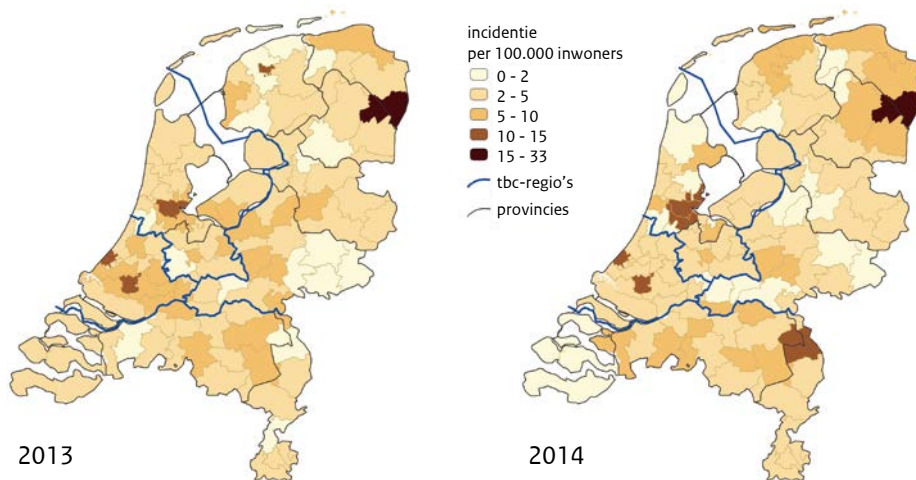 incidentie
per 100.000 inwoners
0 - 2
2 - 5
5 - 10
10 - 15
15 - 33
tbc-regio's
provincies
2013
2014